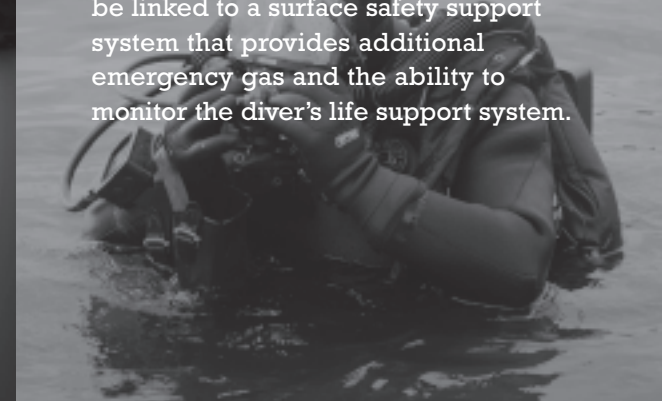 be linked to a surface safety support
system that provides additional
emergency gas and the ability to
monitor the diver’s life support system.